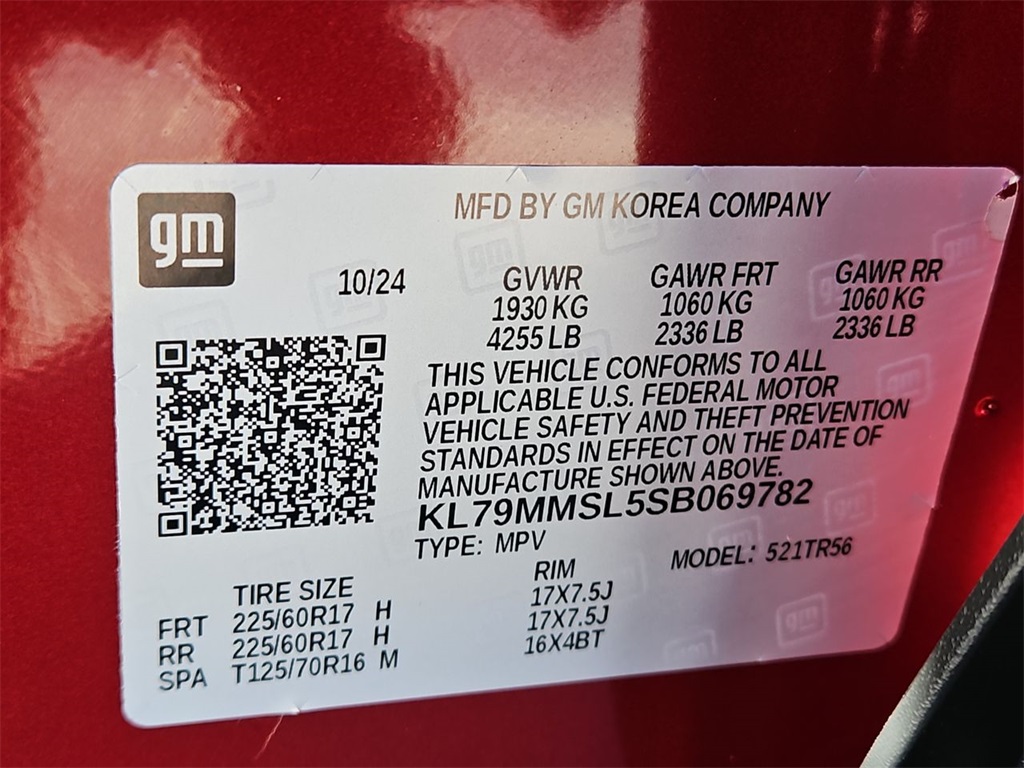 gm
MFD BY GM KOREA COMPANY
10/24 GVWR GAWR FRT GAWR RR
1930 KG 1060 KG 1060 KG
4255 LB 2336 LB 2336 LB
THIS VEHICLE CONFORMS TO ALL
APPLICABLE U.S. FEDERAL MOTOR
VEHICLE SAFETY AND THEFT PREVENTION
STANDARDS IN EFFECT ON THE DATE OF
MANUFACTURE SHOWN ABOVE.
KL79MMSL5SB069782
TYPE: MPV MODEL: 521TR56
TIRE SIZE RIM
FRT 225/60R17 H 17X7.5J
RR 225/60R17 H 17X7.5J
SPA T125/70R16 M 16X4BT